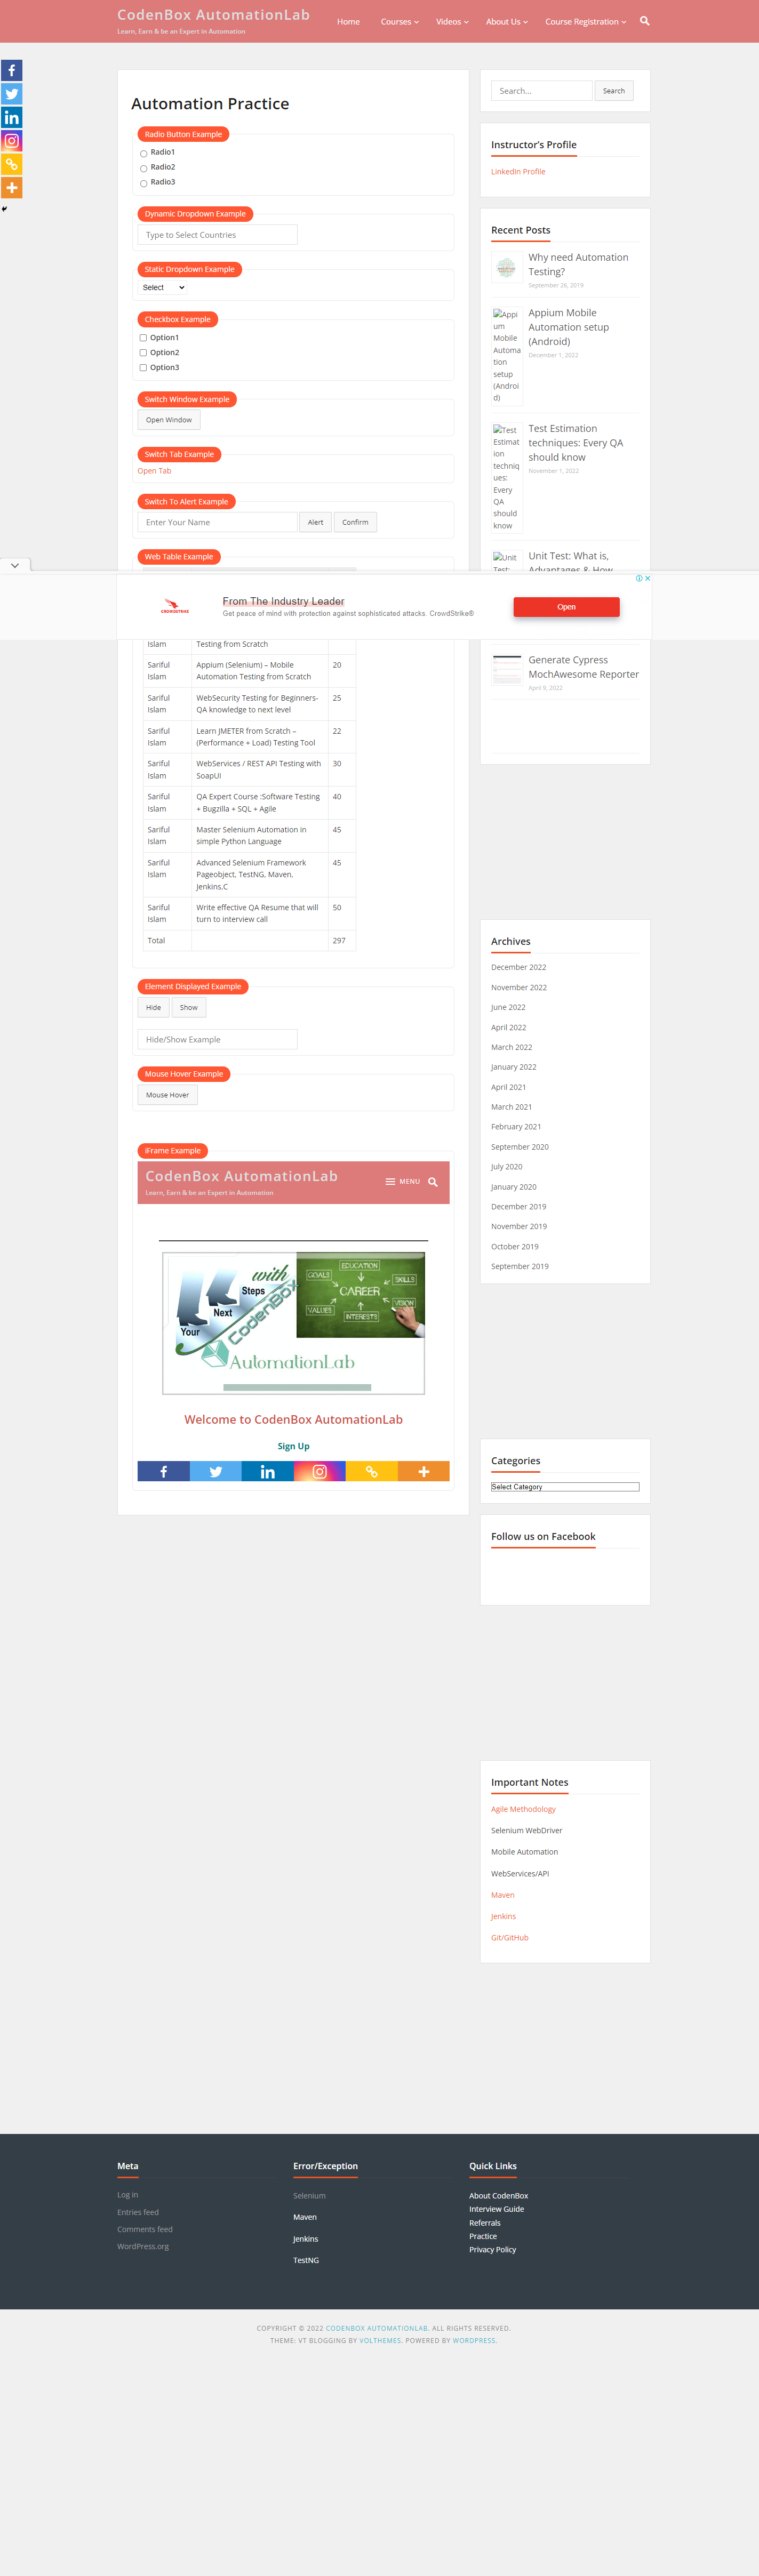 CodenBox AutomationLab
Learn, Earn & be an Expert in Automation
Home Courses Videos About Us Course Registration
Automation Practice
Radio Button Example
Radio1
Radio2
Radio3
Dynamic Dropdown Example
Type to Select Countries
Static Dropdown Example
Select
Checkbox Example
Option1
Option2
Option3
Switch Window Example
Open Window
Switch Tab Example
Open Tab
Switch To Alert Example
Enter Your Name Alert Confirm
Web Table Example
From The Industry Leader
Get peace of mind with protection against sophisticated attacks. CrowdStrike®
CROWDSTRIKE
Open
Islam Testing from Scratch
Sariful Appium (Selenium) – Mobile 20
Islam Automation Testing from Scratch
Sariful WebSecurity Testing for Beginners- 25
Islam QA knowledge to next level
Sariful Learn JMETER from Scratch – 22
Islam (Performance + Load) Testing Tool
Sariful WebServices / REST API Testing with 30
Islam SoapUI
Sariful QA Expert Course :Software Testing 40
Islam + Bugzilla + SQL + Agile
Sariful Master Selenium Automation in 45
Islam simple Python Language
Sariful Advanced Selenium Framework 45
Islam Pageobject, TestNG, Maven,
Jenkins,C
Sariful Write effective QA Resume that will 50
Islam turn to interview call
Total 297
Element Displayed Example
Hide Show
Hide/Show Example
Mouse Hover Example
Mouse Hover
iFrame Example
CodenBox AutomationLab
Learn, Earn & be an Expert in Automation
MENU
with
Steps
Next
Your
CodenBox
AutomationLab
EDUCATION
GOALS
SKILLS
CAREER
VALUES
VISION
INTERESTS
Welcome to CodenBox AutomationLab
Sign Up
Search... Search
Instructor's Profile
LinkedIn Profile
Recent Posts
Why need Automation
Testing?
September 26, 2019
Appium
Mobile
Automation
setup
(Android)
Appium Mobile
Automation setup
(Android)
December 1, 2022
Test
Estimation
techniques:
Every
QA
should
know
Test Estimation
techniques: Every QA
should know
November 1, 2022
Unit
Test:
Unit Test: What is,
Advantages & How
Generate Cypress
MochAwesome Reporter
April 9, 2022
Archives
December 2022
November 2022
June 2022
April 2022
March 2022
January 2022
April 2021
March 2021
February 2021
September 2020
July 2020
January 2020
December 2019
November 2019
October 2019
September 2019
Categories
Select Category
Follow us on Facebook
Important Notes
Agile Methodology
Selenium WebDriver
Mobile Automation
WebServices/API
Maven
Jenkins
Git/GitHub
Meta
Log in
Entries feed
Comments feed
WordPress.org
Error/Exception
Selenium
Maven
Jenkins
TestNG
Quick Links
About CodenBox
Interview Guide
Referrals
Practice
Privacy Policy
COPYRIGHT © 2022 CODENBOX AUTOMATIONLAB. ALL RIGHTS RESERVED.
THEME: VT BLOGGING BY VOLTHEMES. POWERED BY WORDPRESS.